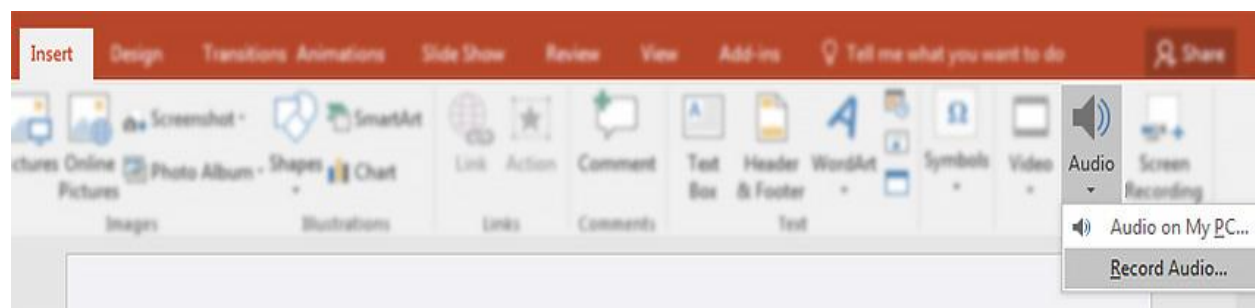 Insert Design Transitions Animations Slide Show Review View Add-ins Tell me what you want to do Share
Screenshot SmartArt
ctures Online Photo Album Shapes Chart Link Action Comment Text Header WordArt Symbols Video Audio Screen
Pictures Box & Footer Recording
Images Illustrations Links Comments Text
Audio on My PC...
Record Audio...